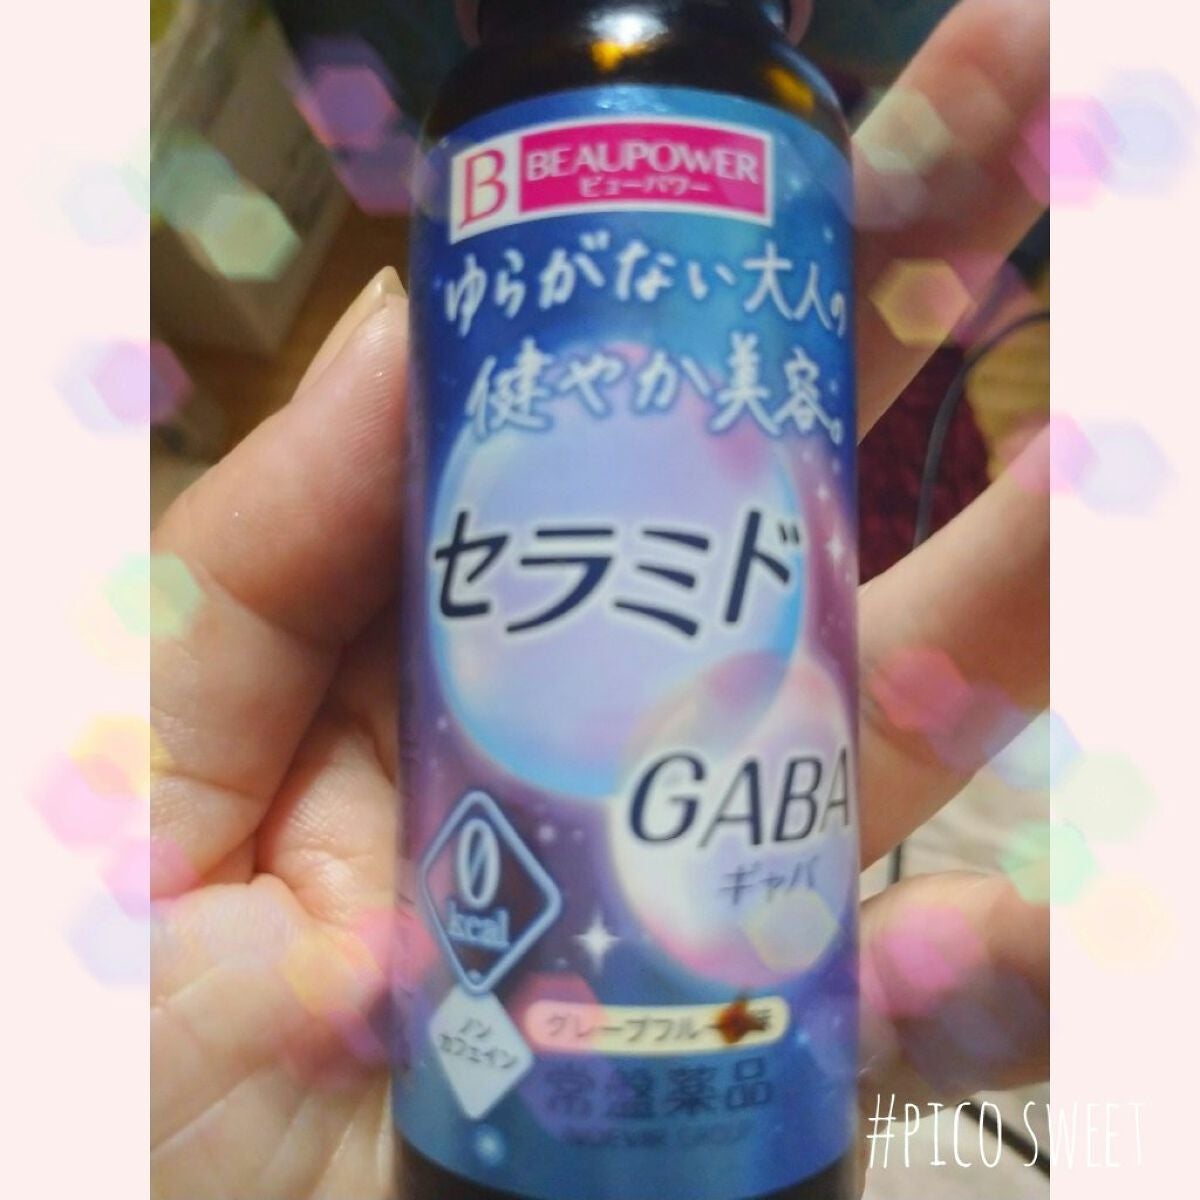 B BEAUPOWER
ビューパワー
ゆらがない大人の
健やか美容。
セラミド
GABA
ギャバ
0
kcal
ノン
カフェイン
常盤薬品
#PICO SWEET